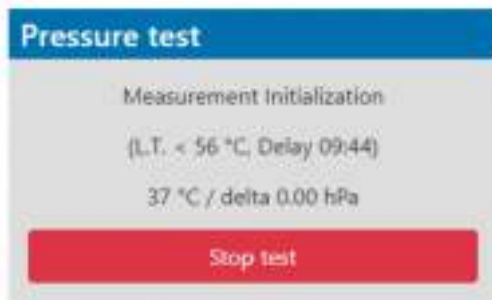 Pressure test
Measurement Initialization
(L.T. < 56 °C, Delay 09:44)
37 °C / delta 0.00 hPa
Stop test